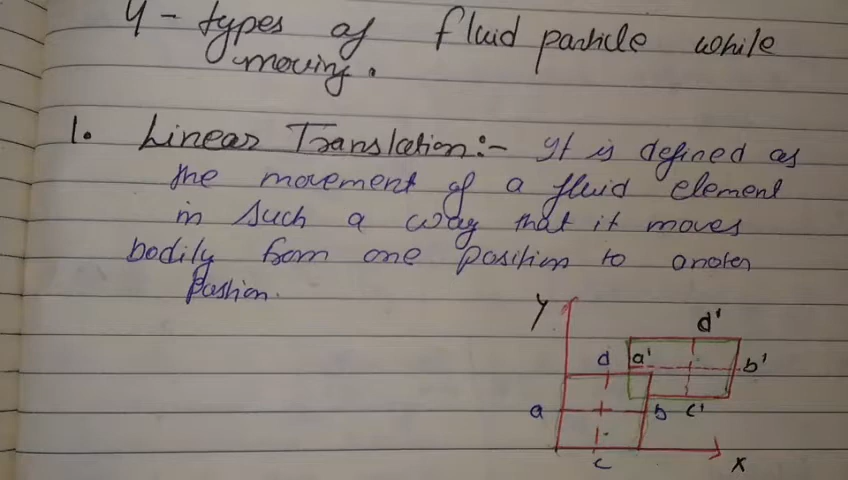 4 - types of fluid particle while
moving.
1. Linear Translation:- It is defined as
the movement of a fluid element
in such a way that it moves
bodily from one position to anoter
Postion.
Y
d'
d a' b'
a b c'
c x